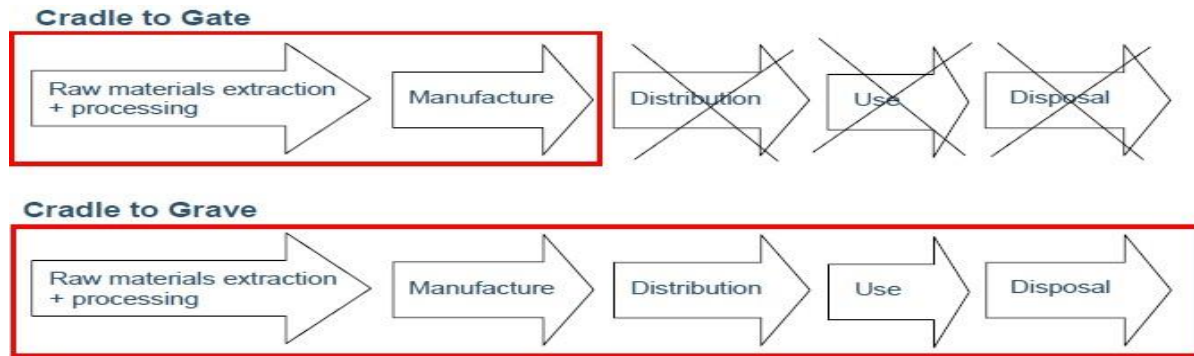 Cradle to Gate
Raw materials extraction
+ processing
Manufacture
Distribution
Use
Disposal
Cradle to Grave
Raw materials extraction
+ processing
Manufacture
Distribution
Use
Disposal